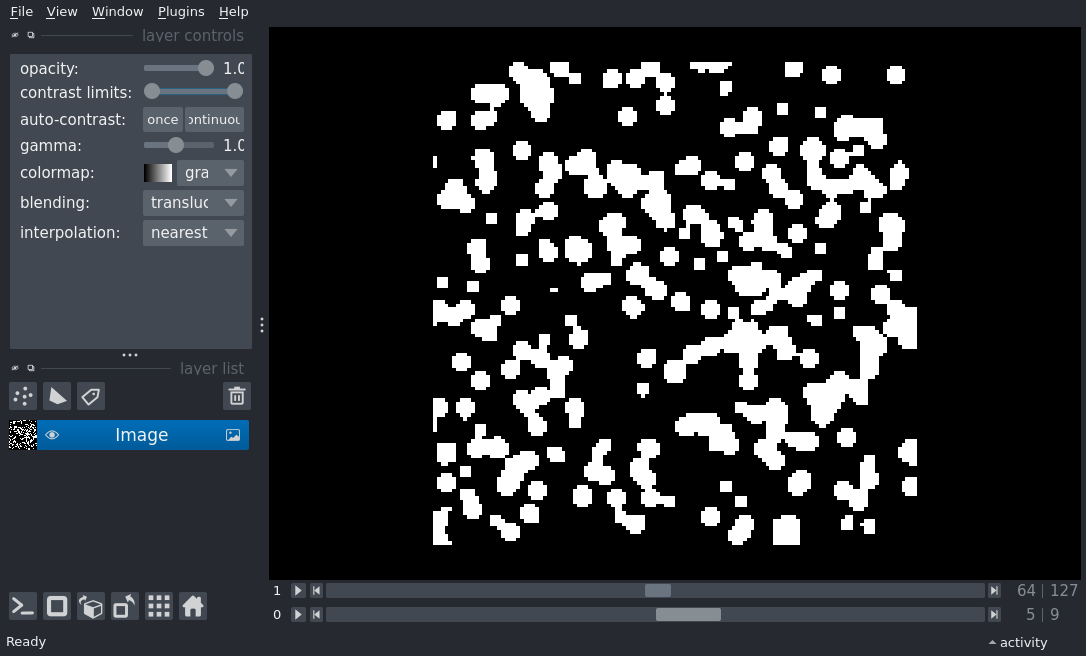 File View Window Plugins Help
layer controls
opacity: 1.0
contrast limits:
auto-contrast: once ontinuou
gamma: 1.0
colormap: gra
blending: transluc
interpolation: nearest
layer list
Image
1 64 | 127
0 5 | 9
Ready activity